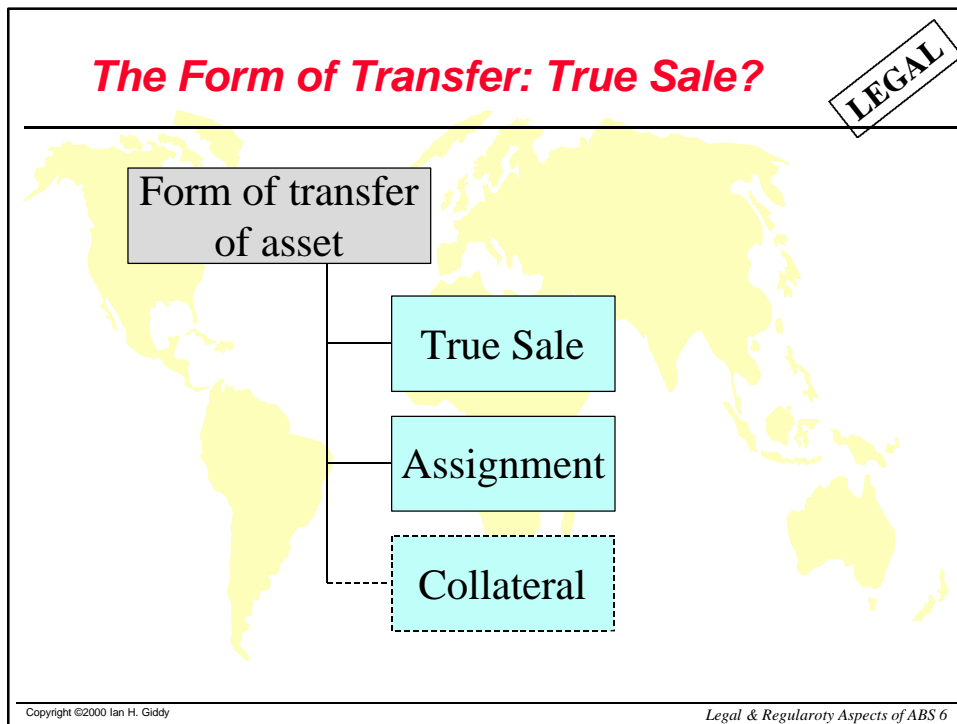 The Form of Transfer: True Sale?
LEGAL
Form of transfer
of asset
True Sale
Assignment
Collateral
Copyright ©2000 Ian H. Giddy
Legal & Regularoty Aspects of ABS 6